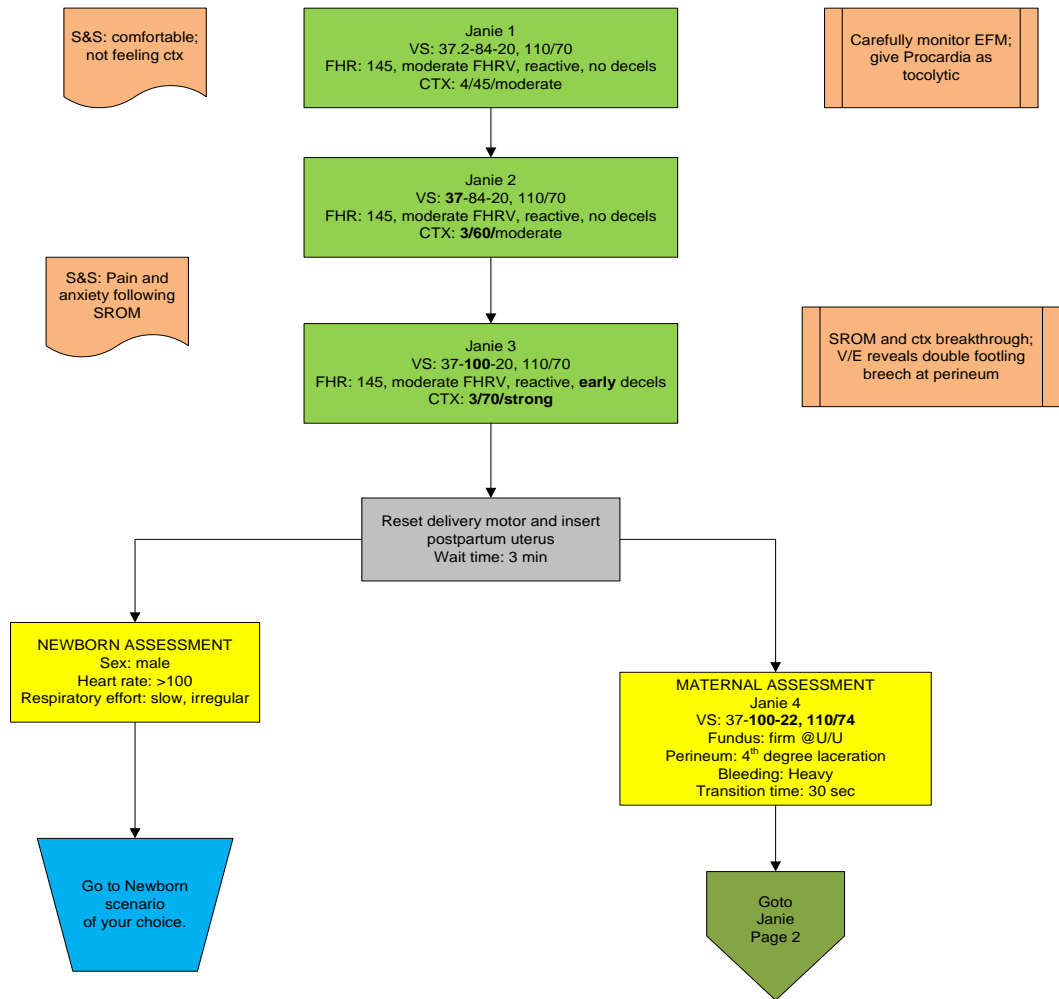 S&S: comfortable;
not feeling ctx
Janie 1
VS: 37.2-84-20, 110/70
FHR: 145, moderate FHRV, reactive, no decels
CTX: 4/45/moderate
Carefully monitor EFM;
give Procardia as
tocolytic
Janie 2
VS: 37-84-20, 110/70
FHR: 145, moderate FHRV, reactive, no decels
CTX: 3/60/moderate
S&S: Pain and
anxiety following
SROM
Janie 3
VS: 37-100-20, 110/70
FHR: 145, moderate FHRV, reactive, early decels
CTX: 3/70/strong
SROM and ctx breakthrough;
V/E reveals double footling
breech at perineum
Reset delivery motor and insert
postpartum uterus
Wait time: 3 min
NEWBORN ASSESSMENT
Sex: male
Heart rate: >100
Respiratory effort: slow, irregular
MATERNAL ASSESSMENT
Janie 4
VS: 37-100-22, 110/74
Fundus: firm @U/U
Perineum: 4th degree laceration
Bleeding: Heavy
Transition time: 30 sec
Go to Newborn
scenario
of your choice.
Goto
Janie
Page 2